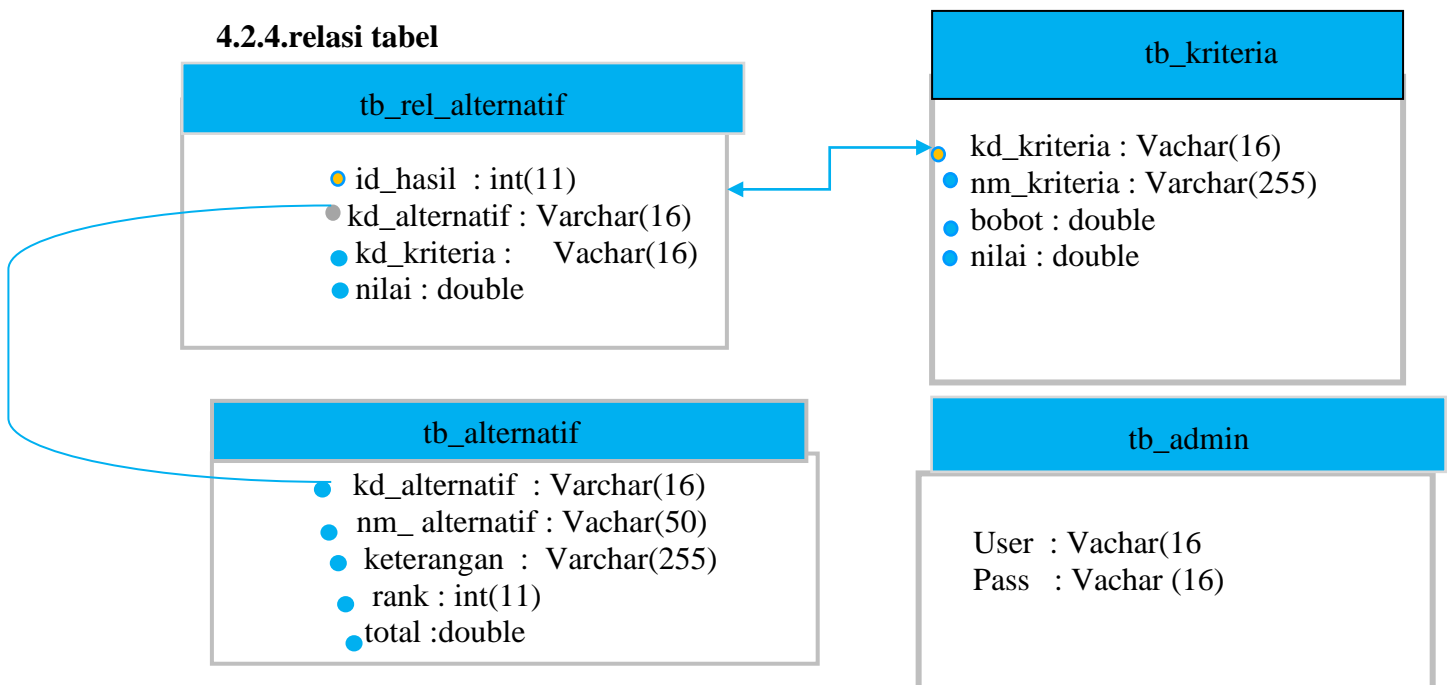 4.2.4.relasi tabel
tb_rel_alternatif
id_hasil : int(11)
kd_alternatif : Varchar(16)
kd_kriteria : Vachar(16)
nilai : double
tb_kriteria
kd_kriteria : Vachar(16)
nm_kriteria : Varchar(255)
bobot : double
nilai : double
tb_alternatif
kd_alternatif : Varchar(16)
nm_ alternatif : Vachar(50)
keterangan : Varchar(255)
rank : int(11)
total :double
tb_admin
User : Vachar(16
Pass : Vachar (16)